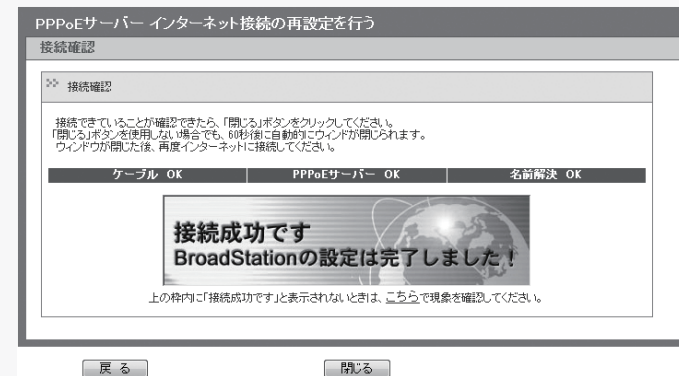 PPPoEサーバー インターネット接続の再設定を行う
接続確認
接続確認
接続できていることが確認できたら、「閉じる」ボタンをクリックしてください。
「閉じる」ボタンを使用しない場合でも、60秒後に自動的にウィンドが閉じられます。
ウィンドウが閉じた後、再度インターネットに接続してください。
ケーブル OK PPPoEサーバー OK 名前解決 OK
接続成功です
BroadStationの設定は完了しました!
上の枠内に「接続成功です」と表示されないときは、こちらで現象を確認してください。
戻る 閉じる